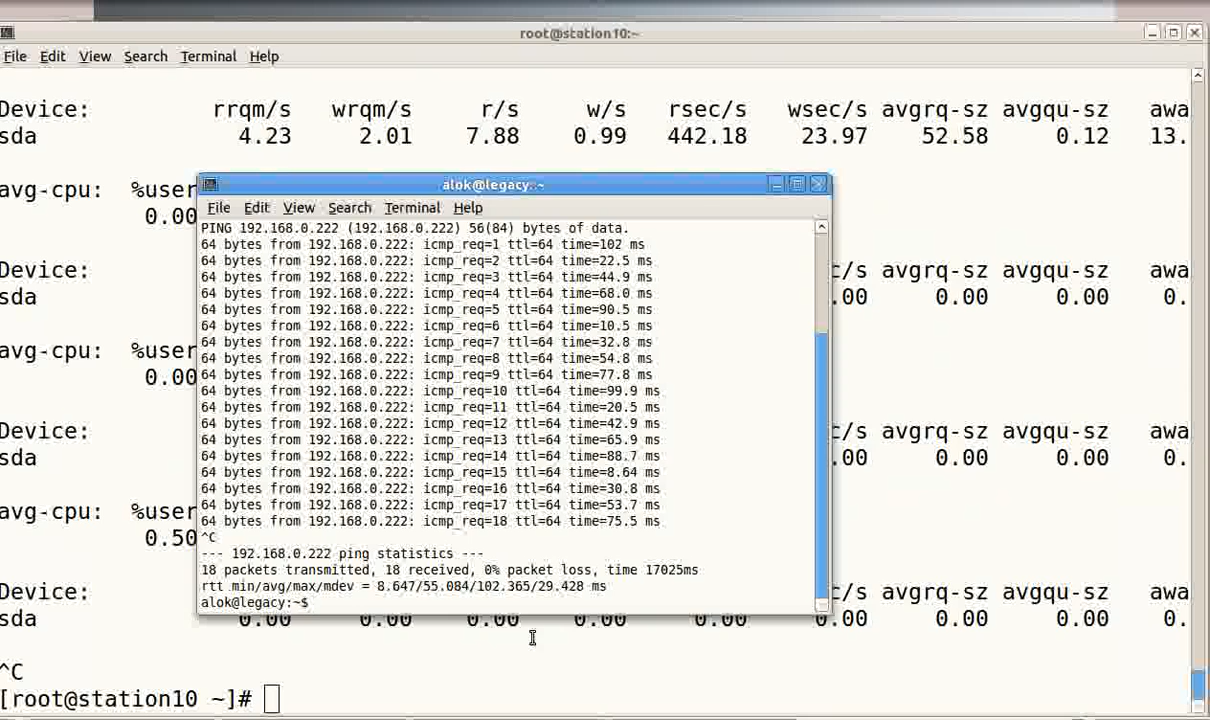 root@station10:~
File Edit View Search Terminal Help
Device: rrqm/s wrqm/s r/s w/s rsec/s wsec/s avgrq-sz avgqu-sz awa
sda 4.23 2.01 7.88 0.99 442.18 23.97 52.58 0.12 13.
avg-cpu: %user
0.00
Device: c/s avgrq-sz avgqu-sz awa
sda .00 0.00 0.00 0.
avg-cpu: %user
0.00
Device: c/s avgrq-sz avgqu-sz awa
sda .00 0.00 0.00 0.
avg-cpu: %user
0.50
Device: c/s avgrq-sz avgqu-sz awa
sda 0.00 0.00 0.00 0.00 0.00 0.00 0.00 0.00 0.
^C
[root@station10 ~]#
alok@legacy: ~
File Edit View Search Terminal Help
PING 192.168.0.222 (192.168.0.222) 56(84) bytes of data.
64 bytes from 192.168.0.222: icmp_req=1 ttl=64 time=102 ms
64 bytes from 192.168.0.222: icmp_req=2 ttl=64 time=22.5 ms
64 bytes from 192.168.0.222: icmp_req=3 ttl=64 time=44.9 ms
64 bytes from 192.168.0.222: icmp_req=4 ttl=64 time=68.0 ms
64 bytes from 192.168.0.222: icmp_req=5 ttl=64 time=90.5 ms
64 bytes from 192.168.0.222: icmp_req=6 ttl=64 time=10.5 ms
64 bytes from 192.168.0.222: icmp_req=7 ttl=64 time=32.8 ms
64 bytes from 192.168.0.222: icmp_req=8 ttl=64 time=54.8 ms
64 bytes from 192.168.0.222: icmp_req=9 ttl=64 time=77.8 ms
64 bytes from 192.168.0.222: icmp_req=10 ttl=64 time=99.9 ms
64 bytes from 192.168.0.222: icmp_req=11 ttl=64 time=20.5 ms
64 bytes from 192.168.0.222: icmp_req=12 ttl=64 time=42.9 ms
64 bytes from 192.168.0.222: icmp_req=13 ttl=64 time=65.9 ms
64 bytes from 192.168.0.222: icmp_req=14 ttl=64 time=88.7 ms
64 bytes from 192.168.0.222: icmp_req=15 ttl=64 time=8.64 ms
64 bytes from 192.168.0.222: icmp_req=16 ttl=64 time=30.8 ms
64 bytes from 192.168.0.222: icmp_req=17 ttl=64 time=53.7 ms
64 bytes from 192.168.0.222: icmp_req=18 ttl=64 time=75.5 ms
^C
--- 192.168.0.222 ping statistics ---
18 packets transmitted, 18 received, 0% packet loss, time 17025ms
rtt min/avg/max/mdev = 8.647/55.084/102.365/29.428 ms
alok@legacy:~$